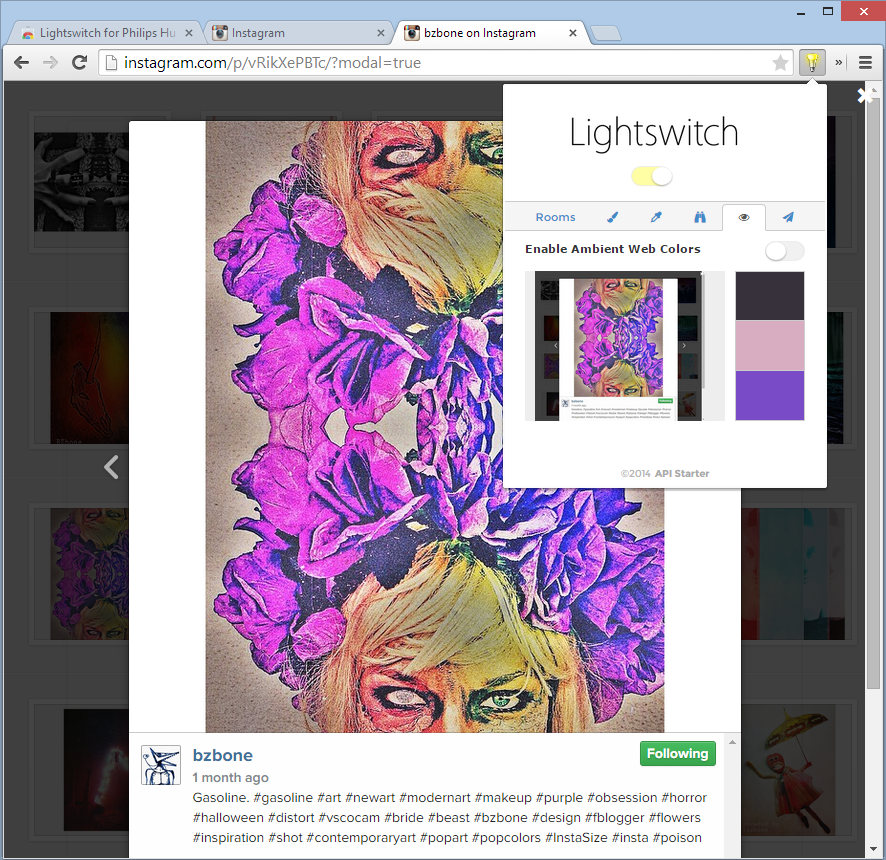 Lightswitch for Philips Hu
Instagram
bzbone on Instagram
instagram.com/p/vRikXePBTc/?modal=true
Lightswitch
Rooms
Enable Ambient Web Colors
©2014 API Starter
bzbone
Following
1 month ago
Gasoline. #gasoline #art #newart #modernart #makeup #purple #obsession #horror
#halloween #distort #vscocam #bride #beast #bzbone #design #fblogger #flowers
#inspiration #shot #contemporaryart #popart #popcolors #InstaSize #insta #poison